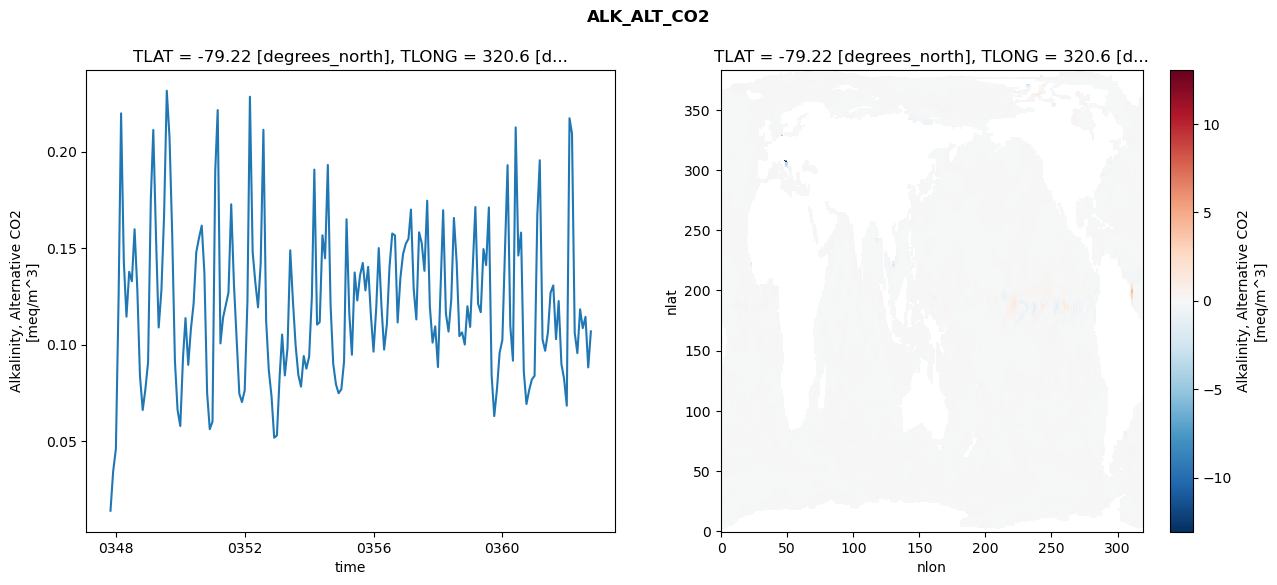 ALK_ALT_CO2
TLAT = -79.22 [degrees_north], TLONG = 320.6 [d...
Alkalinity, Alternative CO2
[meq/m^3]
0.20
0.15
0.10
0.05
0348
0352
0356
0360
time
TLAT = -79.22 [degrees_north], TLONG = 320.6 [d...
nlat
350
300
250
200
150
100
50
0
0
50
100
150
200
250
300
nlon
10
5
0
−5
−10
Alkalinity, Alternative CO2
[meq/m^3]